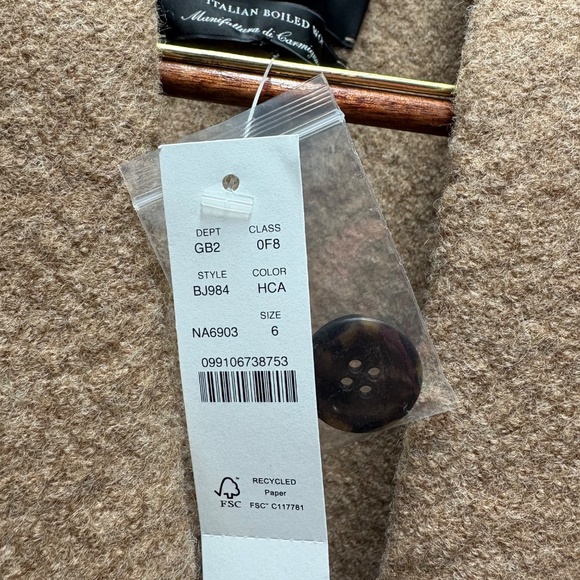 ITALIAN BOILED
Manifattura di
DEPT CLASS
GB2 0F8
STYLE COLOR
BJ984 HCA
SIZE
NA6903 6
099106738753
RECYCLED
Paper
FSC
FSC™ C117781